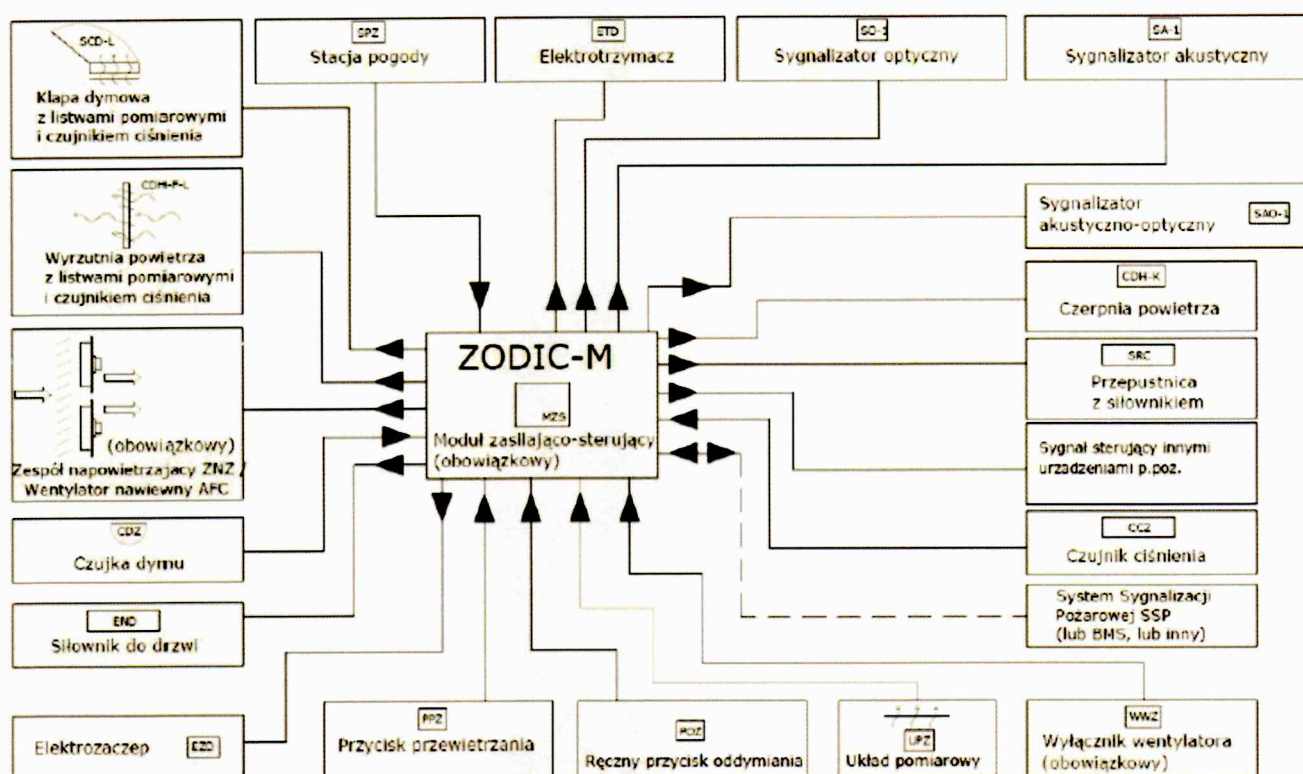 SCD-L
Klapa dymowa
z listwami pomiarowymi
i czujnikiem ciśnienia
SPZ
Stacja pogody
ETD
Elektrotrzymacz
SO-1
Sygnalizator optyczny
SA-1
Sygnalizator akustyczny
CDH-P-L
Wyrzutnia powietrza
z listwami pomiarowymi
i czujnikiem ciśnienia
Sygnalizator
akustyczno-optyczny
SAO-1
CDH-K
Czerpnia powietrza
SRC
Przepustnica
z siłownikiem
(obowiązkowy)
Zespół napowietrzajacy ZNZ /
Wentylator nawiewny AFC
ZODIC-M
MZS
Moduł zasilająco-sterujący
(obowiązkowy)
Sygnał sterujący innymi
urzadzeniami p.poż.
CDZ
Czujka dymu
CCZ
Czujnik ciśnienia
END
Siłownik do drzwi
System Sygnalizacji
Pożarowej SSP
(lub BMS, lub inny)
Elektrozaczep
EZD
PPZ
Przycisk przewietrzania
POZ
Ręczny przycisk oddymiania
UPZ
Układ pomiarowy
WWZ
Wyłącznik wentylatora
(obowiązkowy)